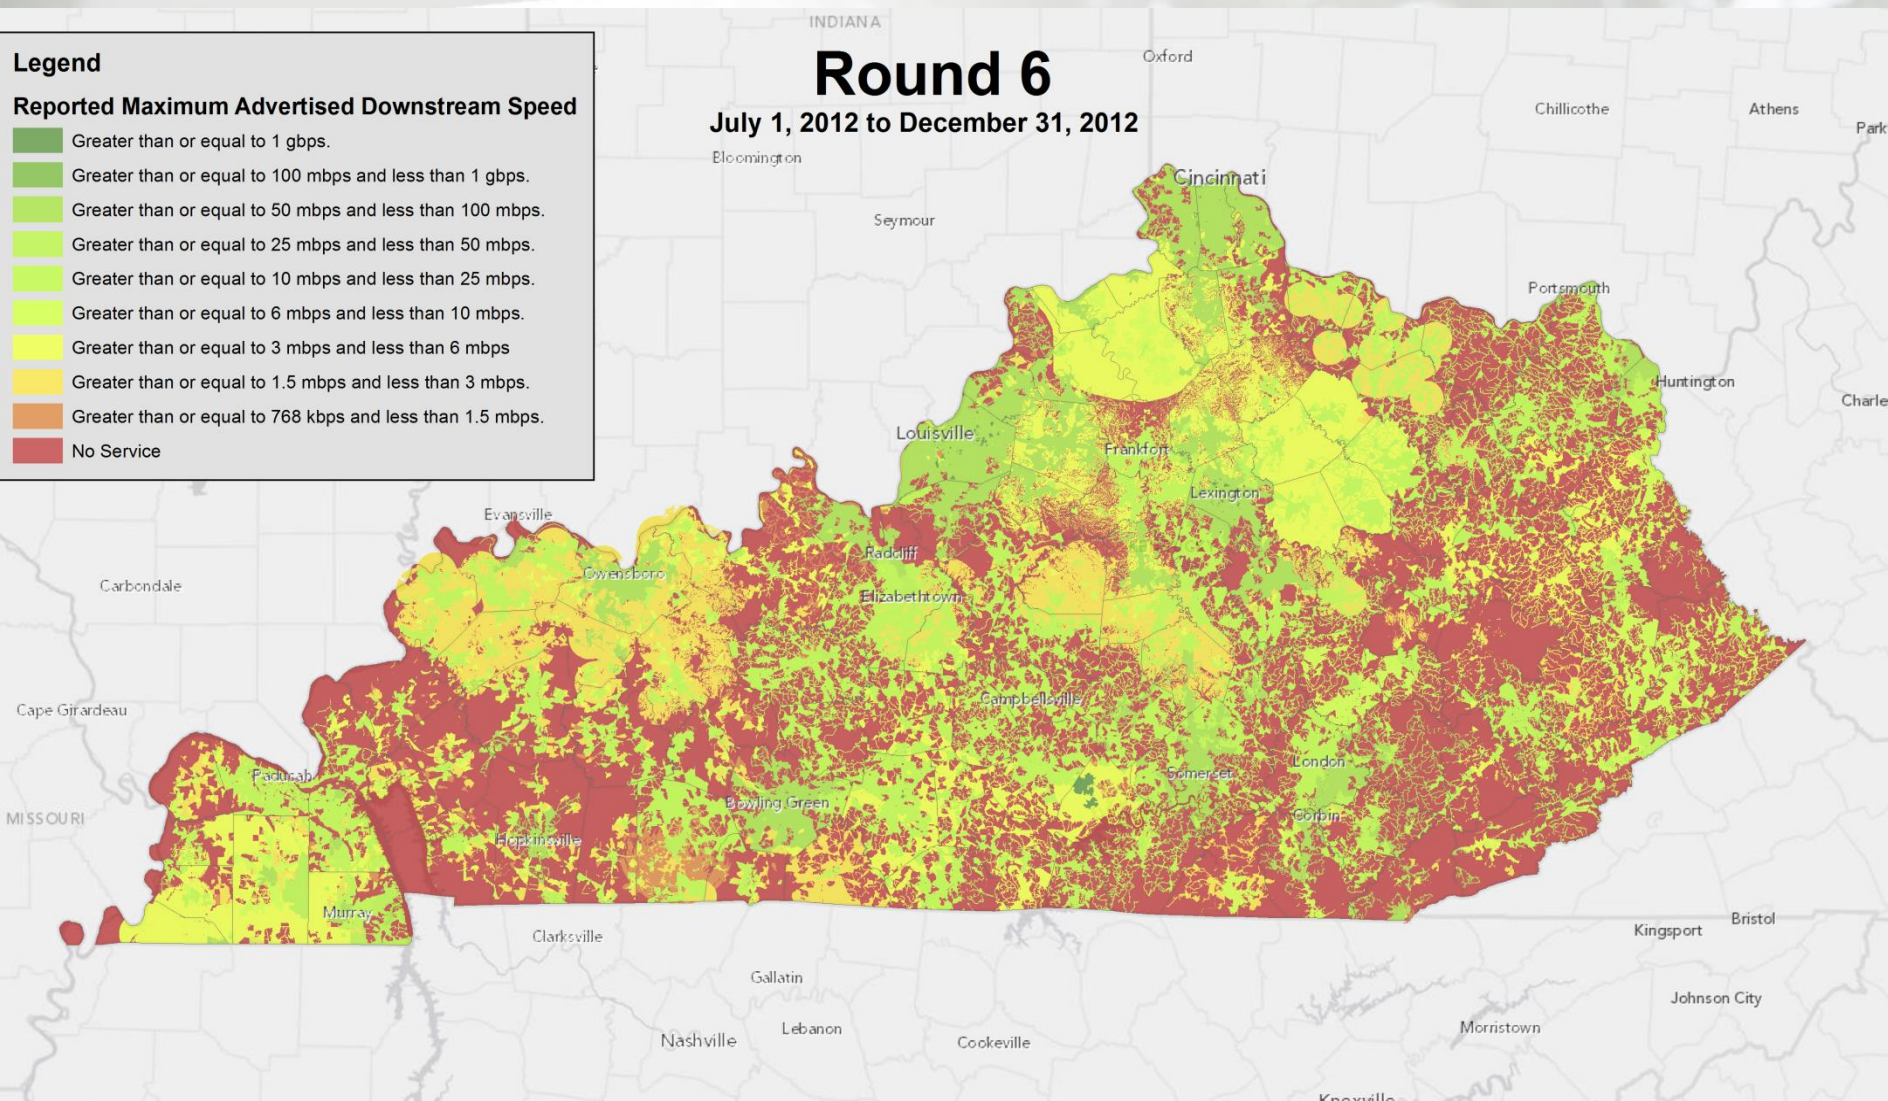 INDIANA
Round 6
July 1, 2012 to December 31, 2012
Legend
Reported Maximum Advertised Downstream Speed
Greater than or equal to 1 gbps.
Greater than or equal to 100 mbps and less than 1 gbps.
Greater than or equal to 50 mbps and less than 100 mbps.
Greater than or equal to 25 mbps and less than 50 mbps.
Greater than or equal to 10 mbps and less than 25 mbps.
Greater than or equal to 6 mbps and less than 10 mbps.
Greater than or equal to 3 mbps and less than 6 mbps
Greater than or equal to 1.5 mbps and less than 3 mbps.
Greater than or equal to 768 kbps and less than 1.5 mbps.
No Service
Oxford
Chillicothe
Athens
Park
Bloomington
Cincinnati
Seymour
Portsmouth
Huntington
Charle
Louisville
Frankfort
Lexington
Evansville
Radcliff
Owensboro
Carbondale
Elizabethtown
Campbellsville
Cape Girardeau
Paducah
Somerset
London
Bowling Green
MISSOURI
Corbin
Hopkinsville
Murray
Bristol
Kingsport
Clarksville
Gallatin
Johnson City
Lebanon
Morristown
Nashville
Cookeville